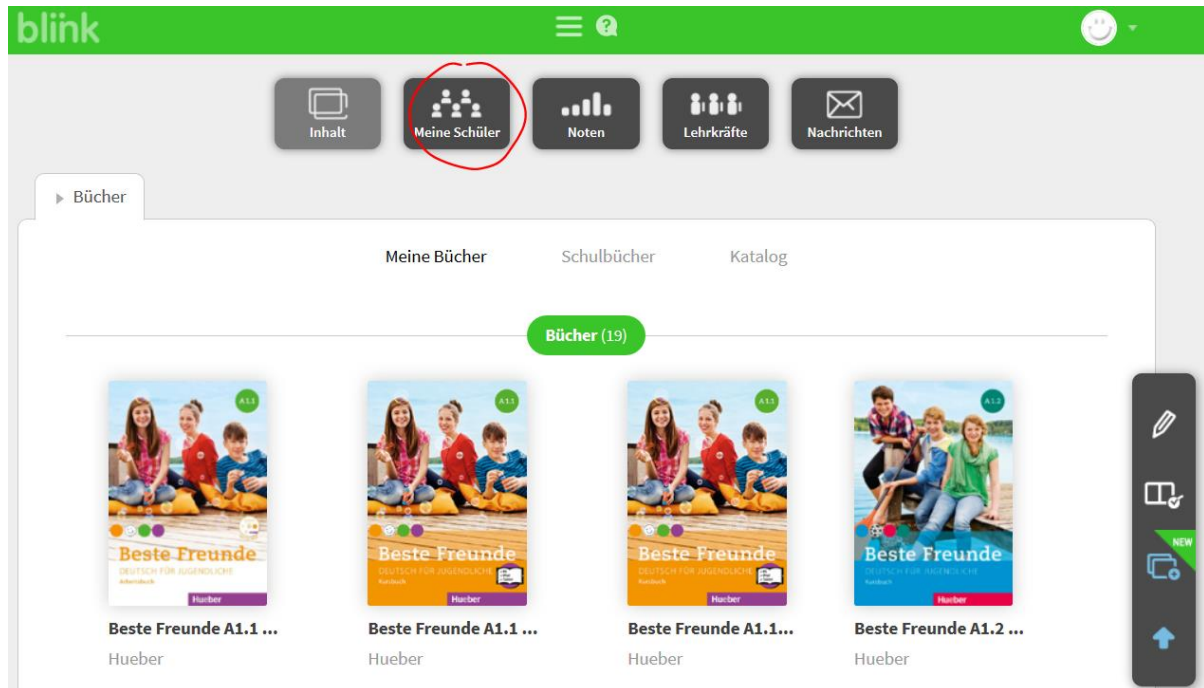 blink
Inhalt
Meine Schüler
Noten
Lehrkräfte
Nachrichten
Bücher
Meine Bücher
Schulbücher
Katalog
Bücher (19)
A1.1
Beste Freunde
DEUTSCH FÜR JUGENDLICHE
Arbeitsbuch
Hueber
A1.1
Beste Freunde
DEUTSCH FÜR JUGENDLICHE
Kursbuch
Hueber
A1.1
Beste Freunde
DEUTSCH FÜR JUGENDLICHE
Kursbuch
Hueber
A1.2
Beste Freunde
DEUTSCH FÜR JUGENDLICHE
Kursbuch
Hueber
NEW
Beste Freunde A1.1 ...
Beste Freunde A1.1 ...
Beste Freunde A1.1...
Beste Freunde A1.2 ...
Hueber
Hueber
Hueber
Hueber